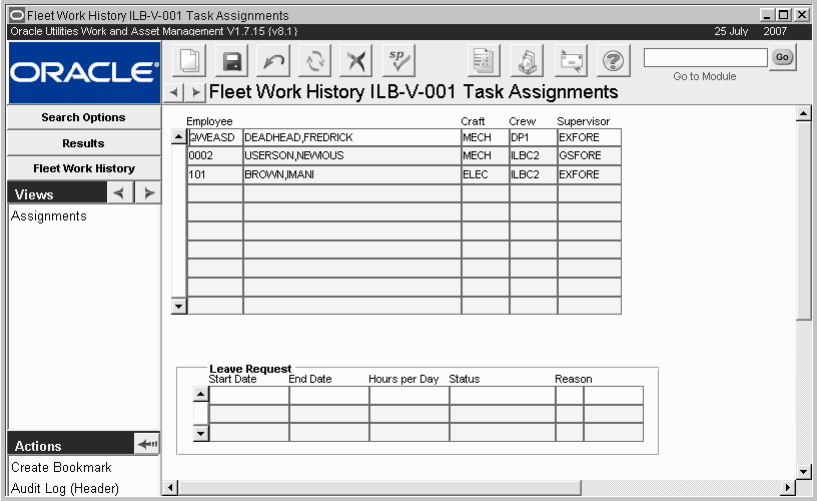 Fleet Work History ILB-V-001 Task Assignments
Oracle Utilities Work and Asset Management V1.7.15 (v8.1) 25 July 2007
ORACLE
sp
Go
Go to Module
Fleet Work History ILB-V-001 Task Assignments
Search Options
Results
Fleet Work History
Views
Assignments
Employee Craft Crew Supervisor
QWEASD DEADHEAD,FREDRICK MECH DP1 EXFORE
0002 USERSON,NEWIOUS MECH ILBC2 GSFORE
101 BROWN,IMANI ELEC ILBC2 EXFORE
Leave Request
Start Date End Date Hours per Day Status Reason
Actions
Create Bookmark
Audit Log (Header)